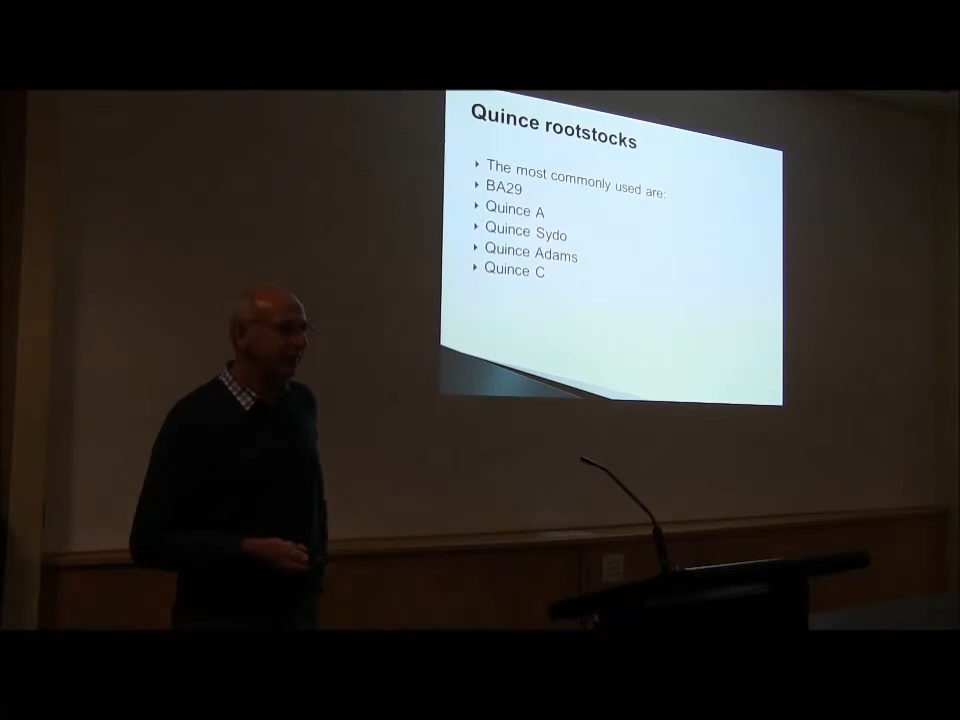 Quince rootstocks
The most commonly used are:
BA29
Quince A
Quince Sydo
Quince Adams
Quince C